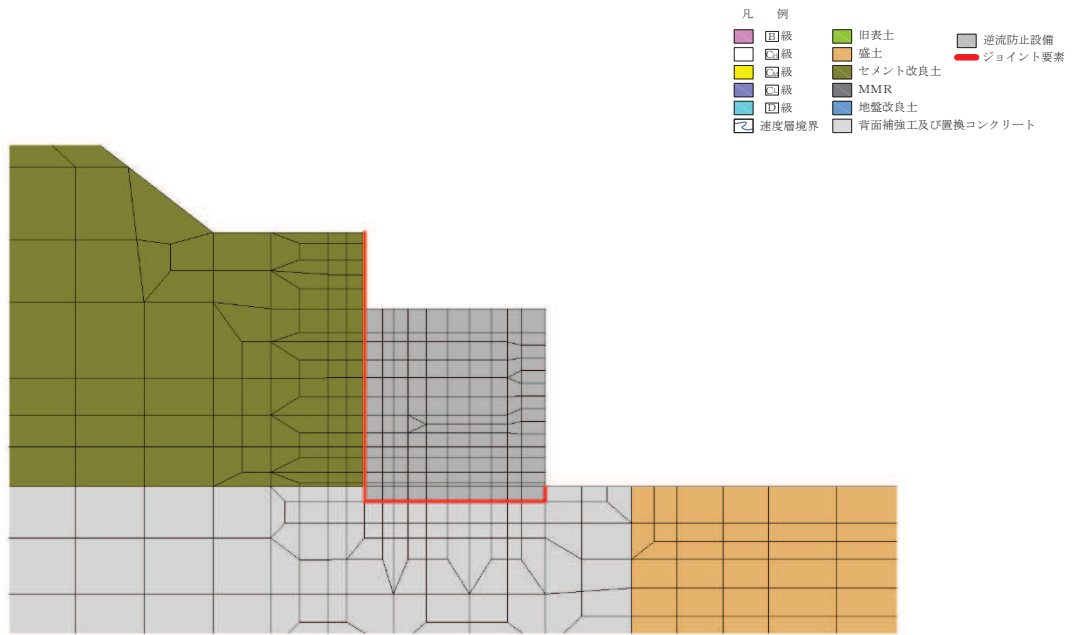 凡 例
B級
CH級
CM級
CL級
D級
速度層境界
旧表土
盛土
セメント改良土
MMR
地盤改良土
背面補強工及び置換コンクリート
逆流防止設備
ジョイント要素